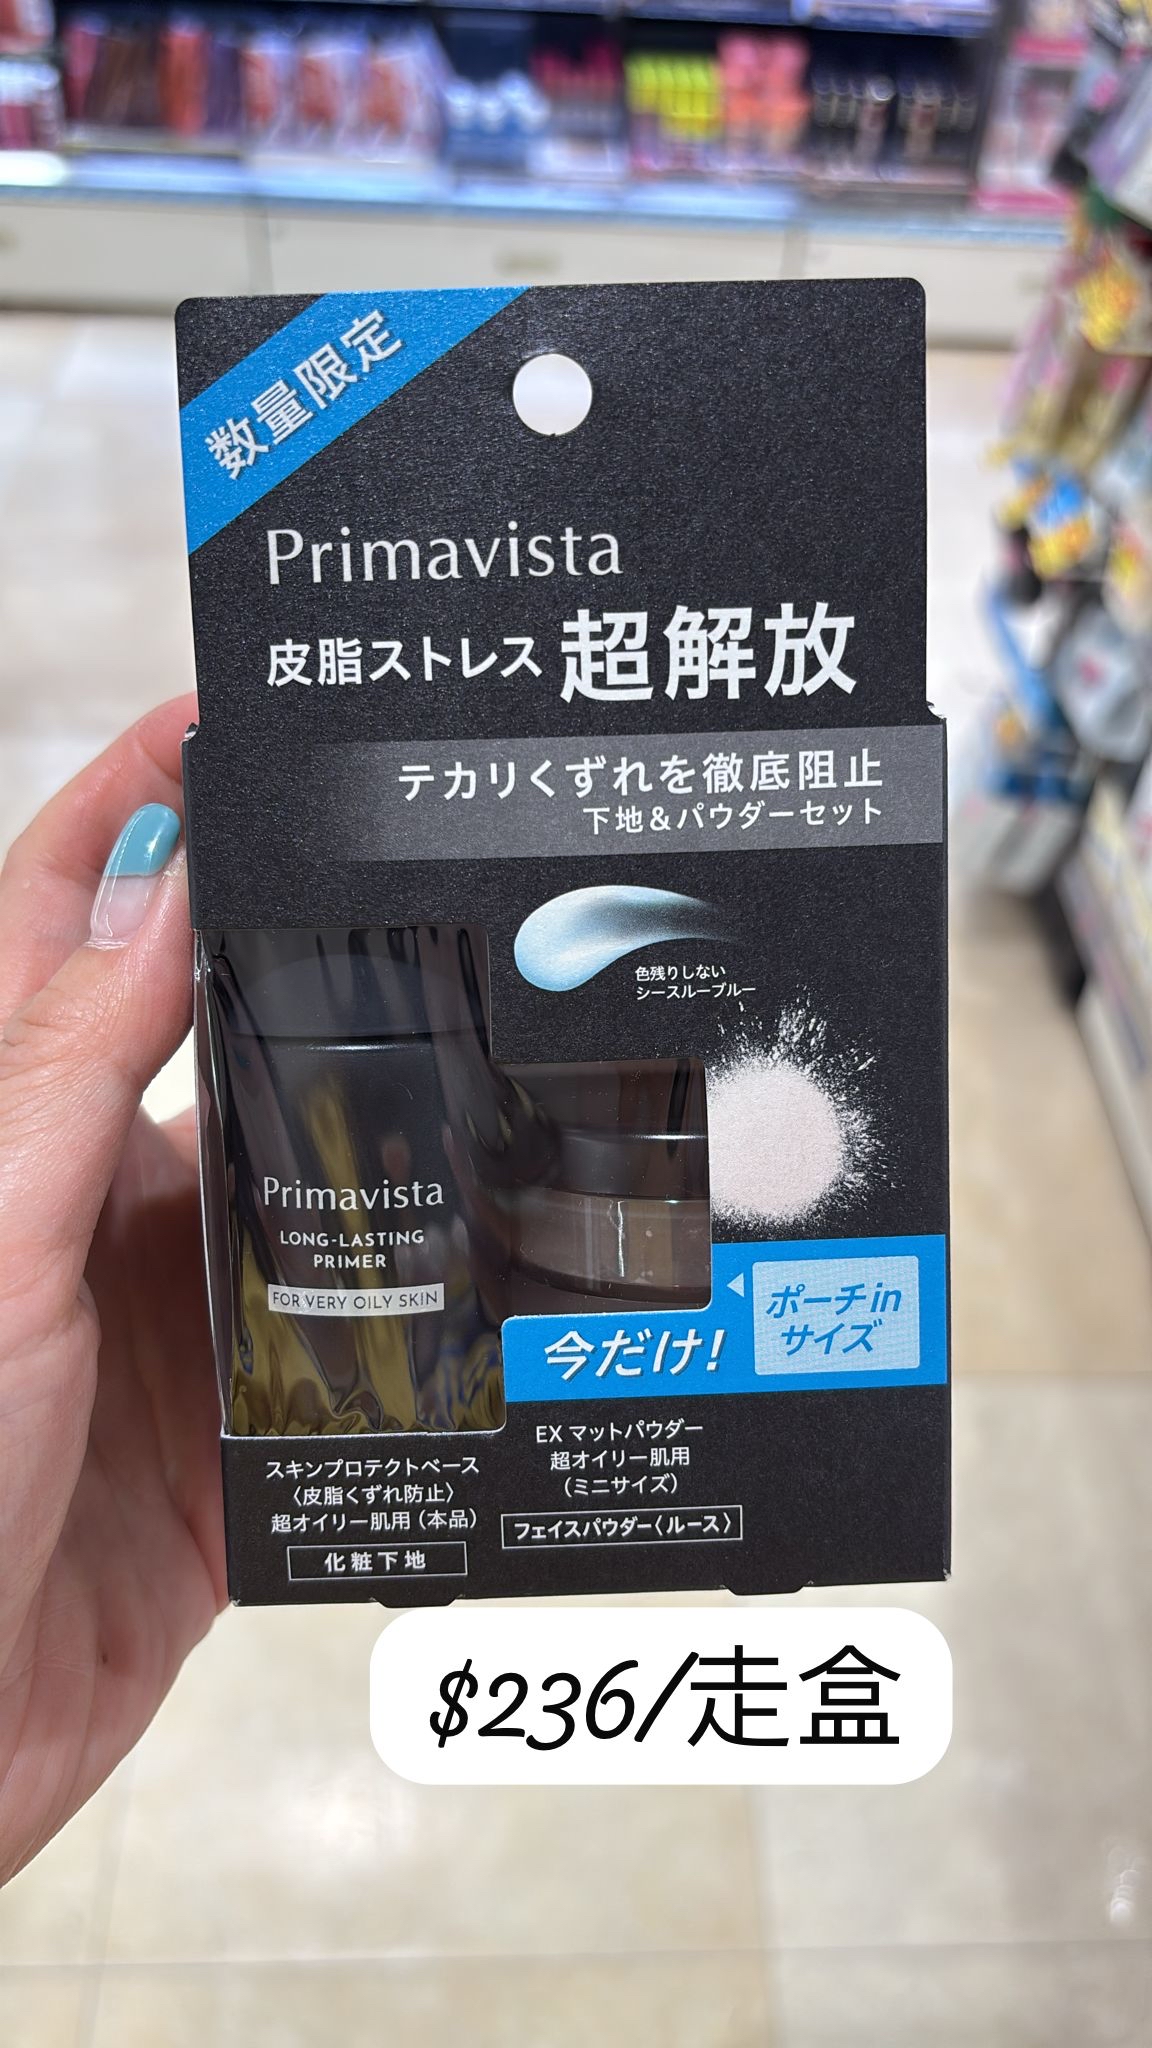 数量限定
Primavista
皮脂ストレス 超解放
テカリくずれを徹底阻止
下地&パウダーセット
色残りしない
シースルーブルー
Primavista
LONG-LASTING
PRIMER
FOR VERY OILY SKIN
ポーチin
サイズ
今だけ!
EX マットパウダー
超オイリー肌用
(ミニサイズ)
フェイスパウダー〈ルース〉
スキンプロテクトベース
〈皮脂くずれ防止〉
超オイリー肌用(本品)
化粧下地
$236/走盒